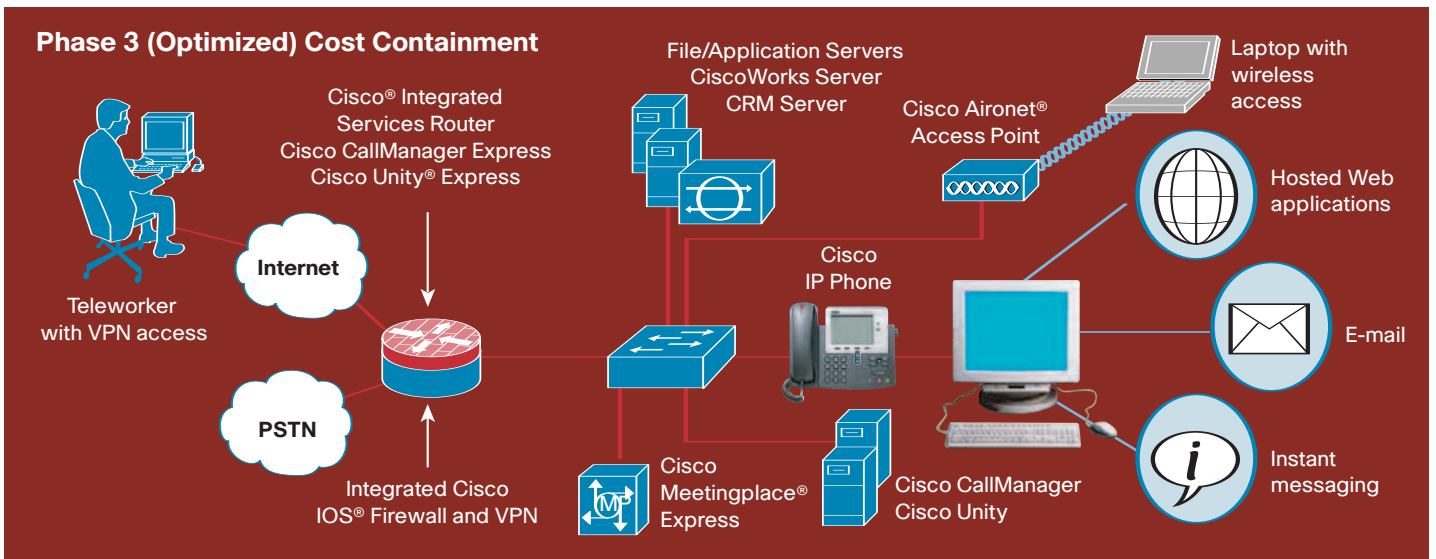 Phase 3 (Optimized) Cost Containment
Cisco® Integrated
Services Router
Cisco CallManager Express
Cisco Unity® Express
File/Application Servers
CiscoWorks Server
CRM Server
Cisco Aironet®
Access Point
Laptop with
wireless
access
Hosted Web
applications
Internet
Teleworker
with VPN access
Cisco
IP Phone
E-mail
PSTN
Integrated Cisco
IOS® Firewall and VPN
MP
Cisco
Meetingplace®
Express
Cisco CallManager
Cisco Unity
i
Instant
messaging